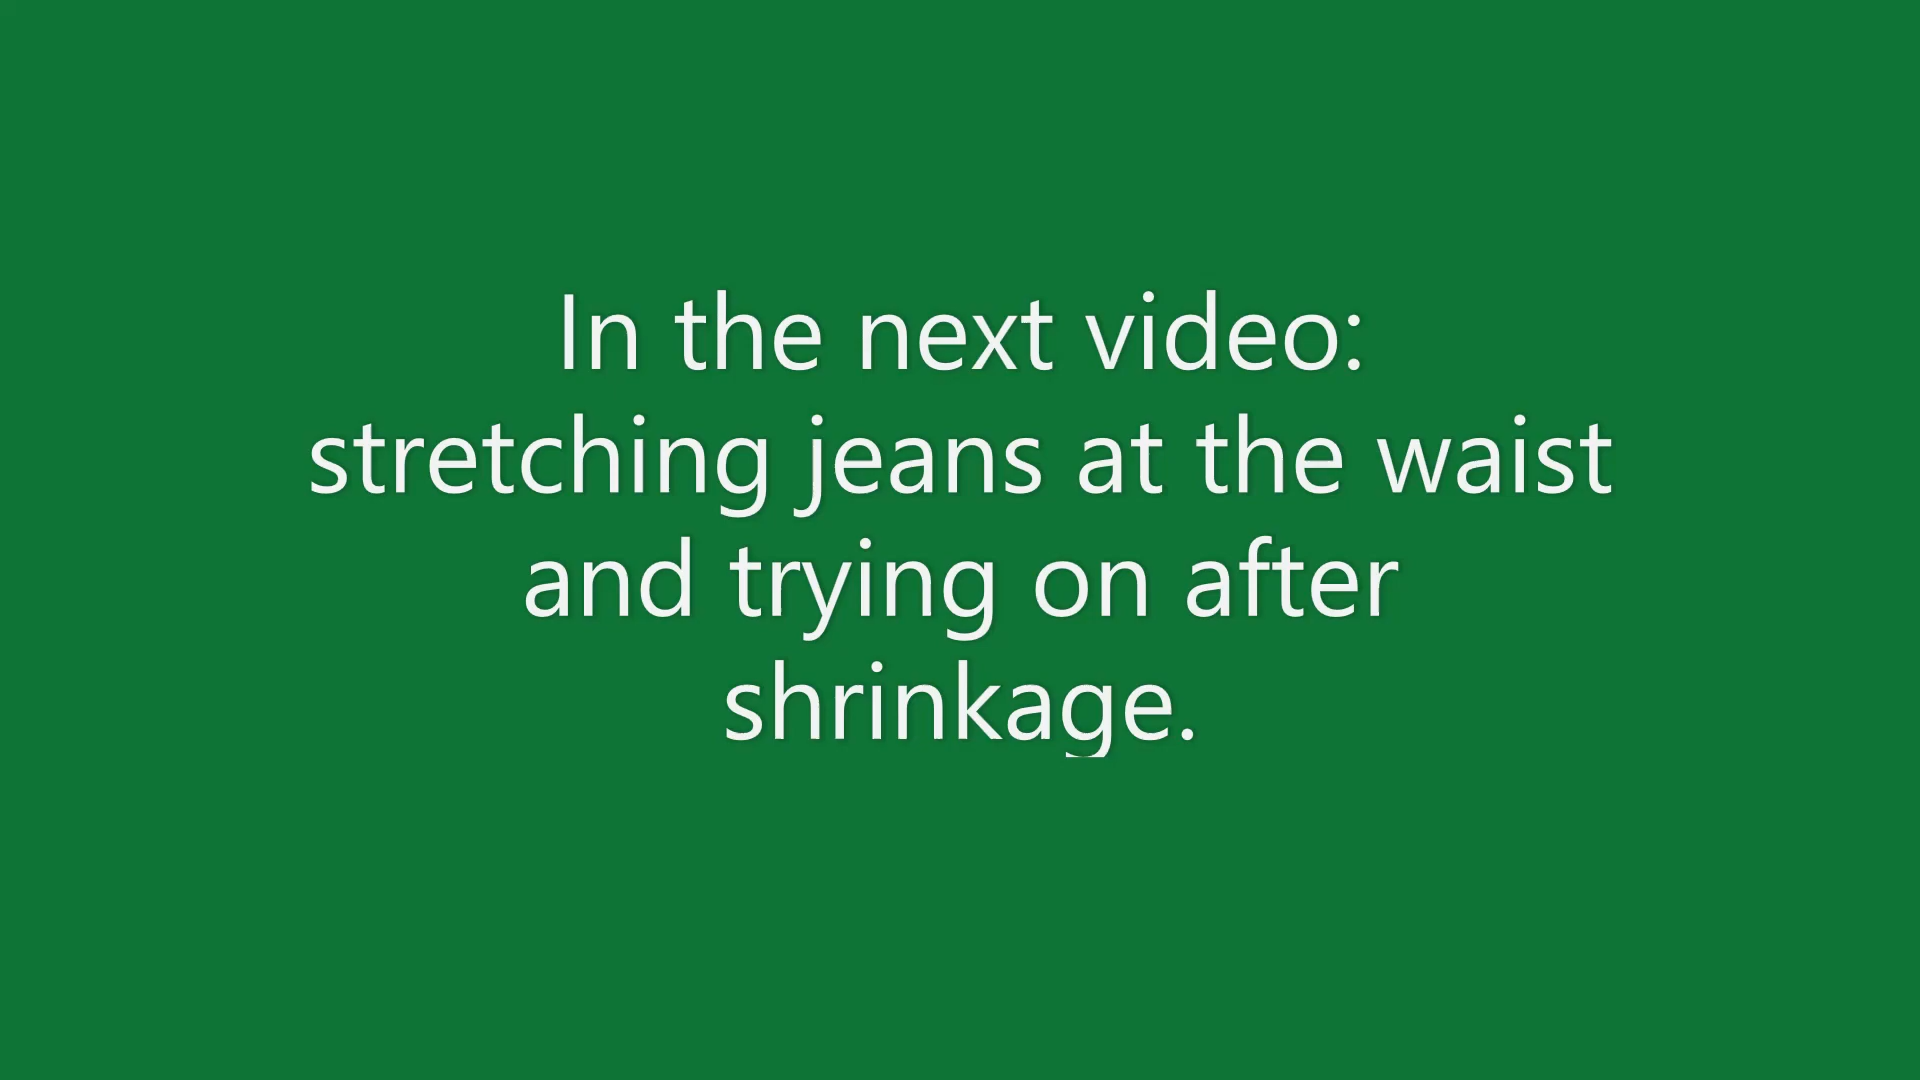 In the next video:
stretching jeans at the waist
and trying on after
shrinkage.